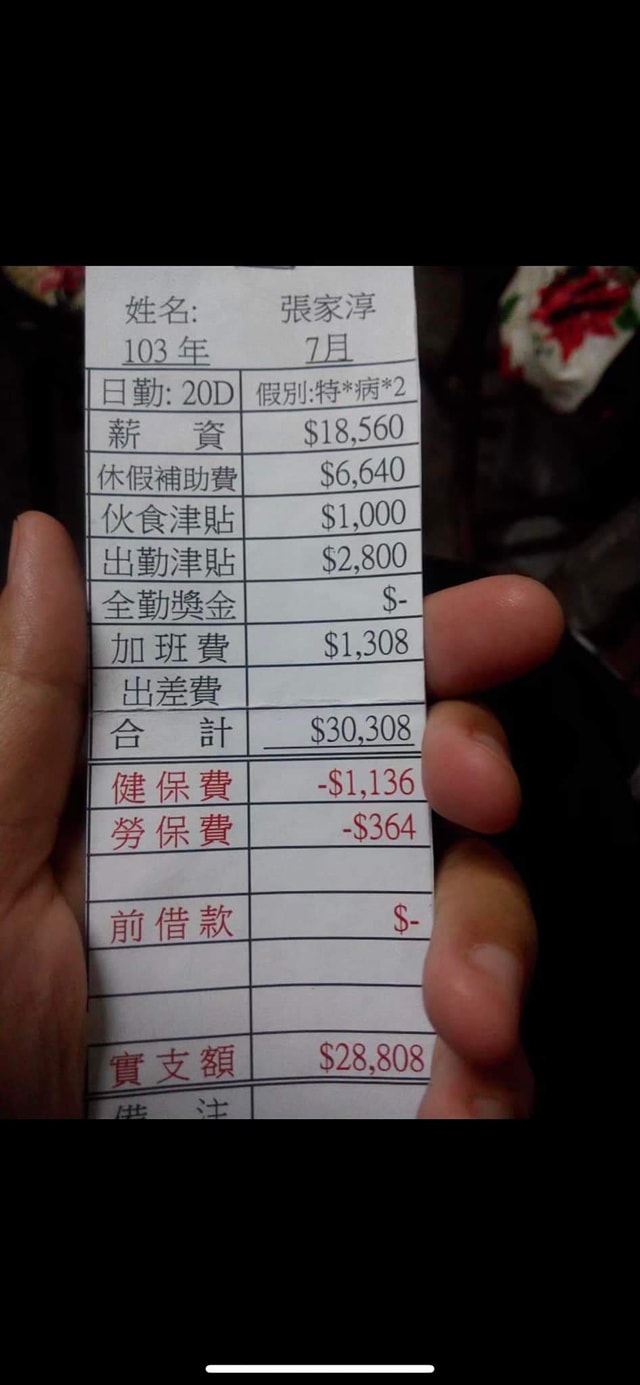 姓名: 張家淳
103 年 7月
日勤: 20D 假別:特*病*2
薪 資 $18,560
休假補助費 $6,640
伙食津貼 $1,000
出勤津貼 $2,800
全勤獎金 $-
加班費 $1,308
出差費
合 計 $30,308
健保費 -$1,136
勞保費 -$364
前借款 $-
實支額 $28,808
備 注